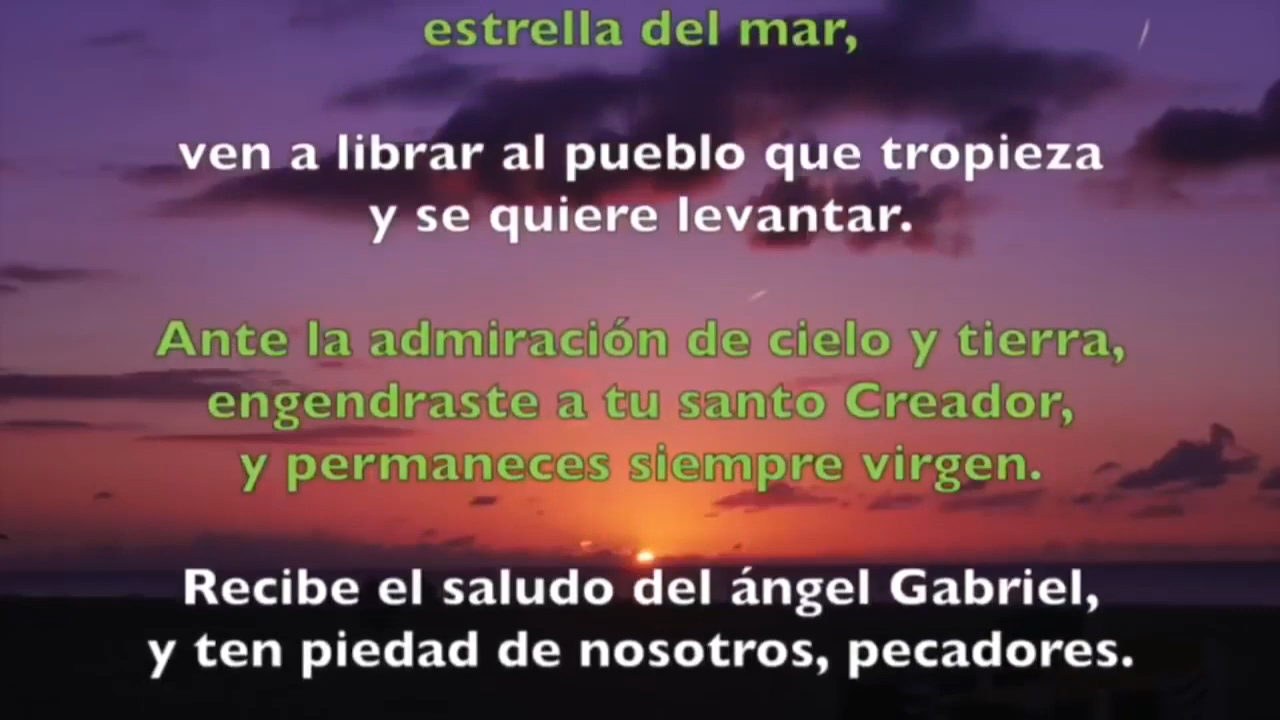 estrella del mar,
ven a librar al pueblo que tropieza
y se quiere levantar.
Ante la admiración de cielo y tierra,
engendraste a tu santo Creador,
y permaneces siempre virgen.
Recibe el saludo del ángel Gabriel,
y ten piedad de nosotros, pecadores.